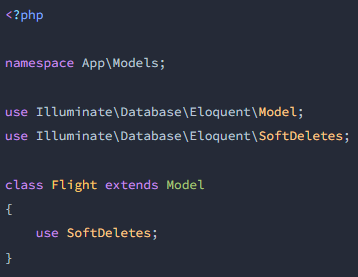 <?php
namespace App\Models;
use Illuminate\Database\Eloquent\Model;
use Illuminate\Database\Eloquent\SoftDeletes;
class Flight extends Model
{
use SoftDeletes;
}